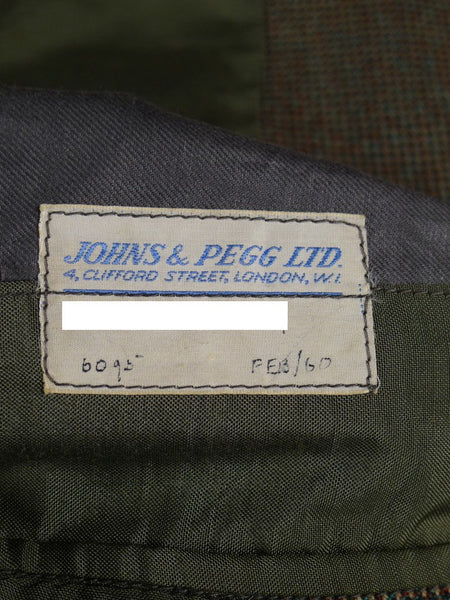 JOHNS & PEGG LTD.
4, CLIFFORD STREET, LONDON, W.1.
6095 FEB/60